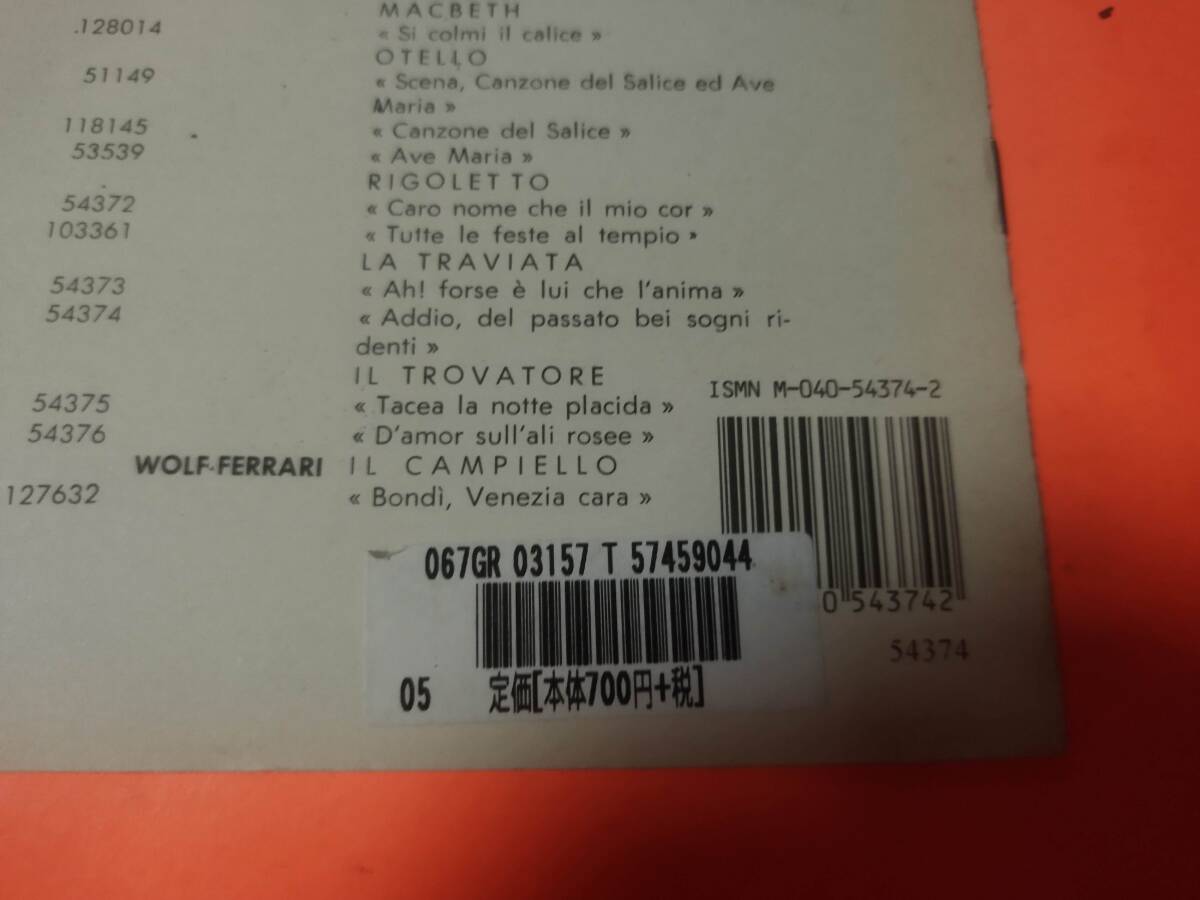 MACBETH
.128014 « Si colmi il calice »
OTELLO
51149 « Scena, Canzone del Salice ed Ave
Maria »
118145 « Canzone del Salice »
53539 « Ave Maria »
RIGOLETTO
54372 « Caro nome che il mio cor »
103361 « Tutte le feste al tempio »
LA TRAVIATA
54373 « Ah! forse è lui che l'anima »
54374 « Addio, del passato bei sogni ri-
denti »
IL TROVATORE
54375 « Tacea la notte placida »
54376 « D'amor sull'ali rosee »
WOLF-FERRARI IL CAMPIELLO
127632 « Bondì, Venezia cara »
ISMN M-040-54374-2
0 543742
54374
067GR 03157 T 57459044
05 定価[本体700円+税]